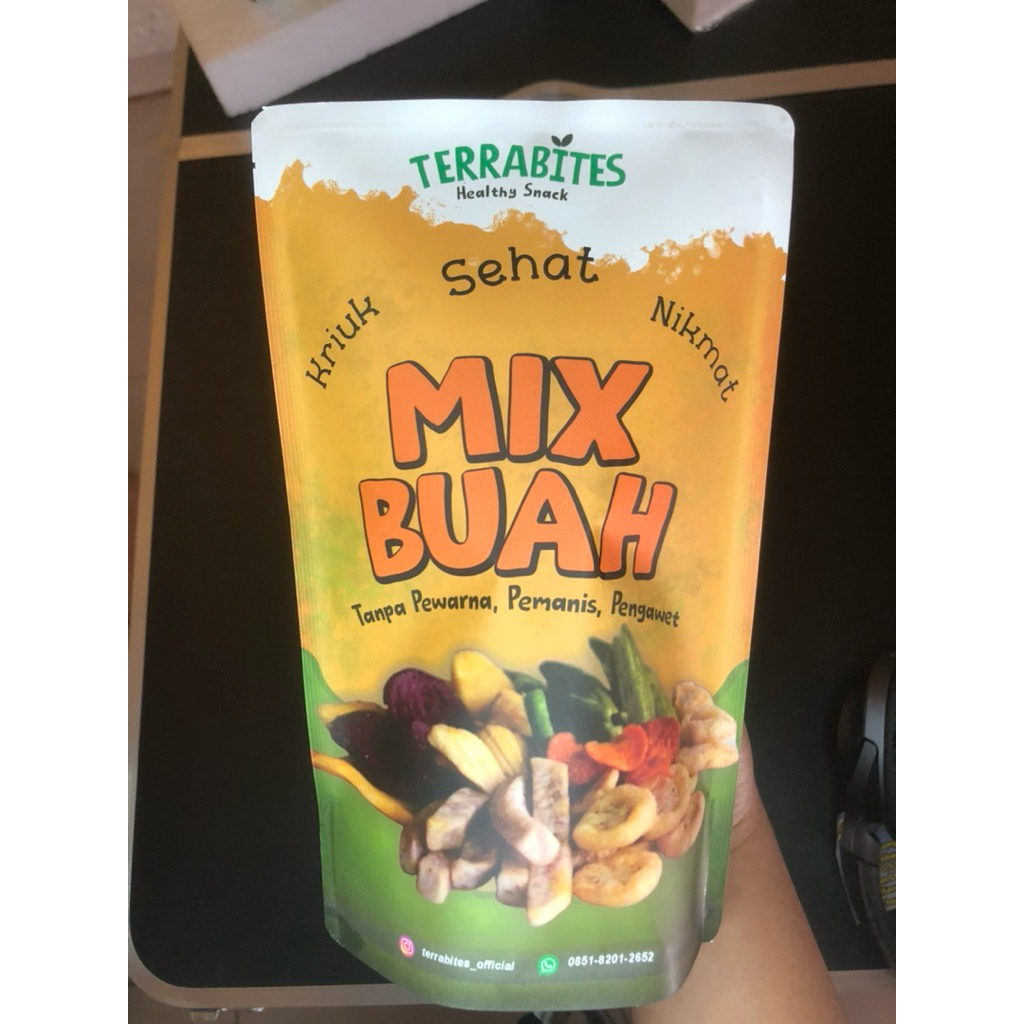 TERRABITES
Healthy Snack
Kriuk Sehat Nikmat
MIX
BUAH
Tanpa Pewarna, Pemanis, Pengawet
terrabites_official 0851-8201-2652